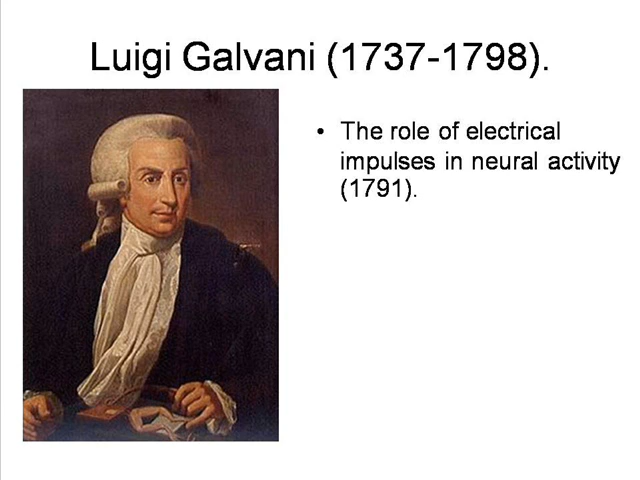 Luigi Galvani (1737-1798).
• The role of electrical
impulses in neural activity
(1791).